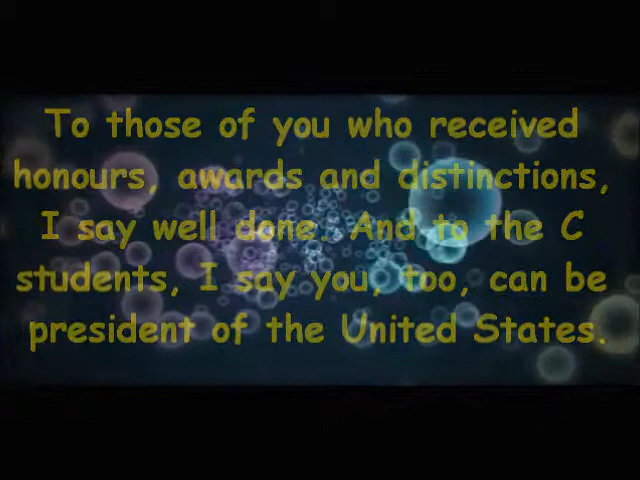 To those of you who received
honours, awards and distinctions,
I say well done. And to the C
students, I say you, too, can be
president of the United States.